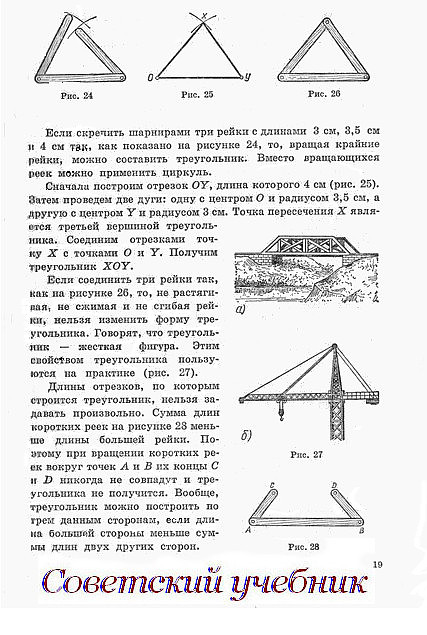 Рис. 24
X
O
Y
Рис. 25
Рис. 26
Если скрепить шарнирами три рейки с длинами 3 см, 3,5 см
и 4 см так, как показано на рисунке 24, то, вращая крайние
рейки, можно составить треугольник. Вместо вращающихся
реек можно применить циркуль.
Сначала построим отрезок OY, длина которого 4 см (рис. 25).
Затем проведем две дуги: одну с центром O и радиусом 3,5 см, а
другую с центром Y и радиусом 3 см. Точка пересечения X явля-
ется третьей вершиной треуголь-
ника. Соединим отрезками точ-
ку X с точками O и Y. Получим
треугольник XOY.
Если соединить три рейки так,
как на рисунке 26, то, не растяги-
вая, не сжимая и не сгибая рей-
ки, нельзя изменить форму тре-
угольника. Говорят, что треуголь-
ник — жесткая фигура. Этим
свойством треугольника пользу-
ются на практике (рис. 27).
Длины отрезков, по которым
строится треугольник, нельзя за-
давать произвольно. Сумма длин
коротких реек на рисунке 28 мень-
ше длины большей рейки. По-
этому при вращении коротких ре-
ек вокруг точек A и B их концы C
и D никогда не совпадут и тре-
угольника не получится. Вообще,
треугольник можно построить по
трем данным сторонам, если дли-
на большей стороны меньше сум-
мы длин двух других сторон.
а)
б)
Рис. 27
C
D
A
B
Рис. 28
19
Советский учебник